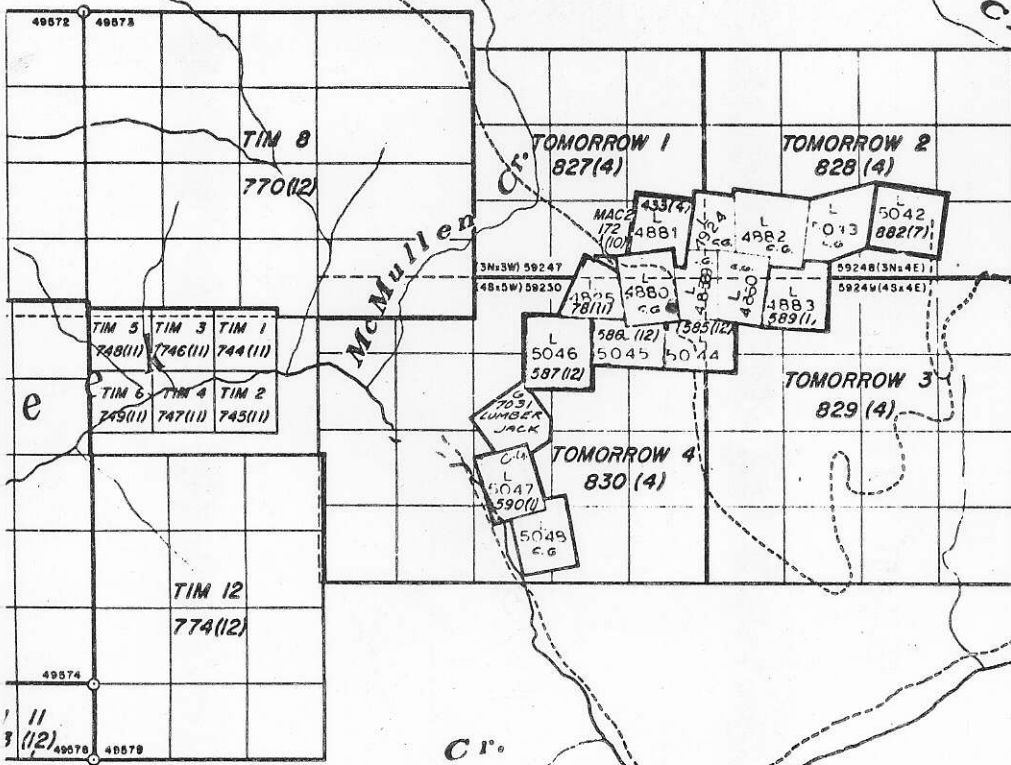 49572
49573
TIM 8
770(12)
McMullen
Cr.
TOMORROW 1
827(4)
TOMORROW 2
828(4)
MAC2
172
(10)
433(4)
L
4881
L
7924
C.G.
L
4882
C.G.
L
C.G
L
5042
882(7)
(3N±3W) 59247
(4S±5W) 59230
59248(3N±4E)
59249(4S±4E)
781(11)
L
4880
C.G
L
L
L
4883
589(1)
TIM 5
748(11)
TIM 3
746(11)
TIM 1
744(11)
TIM 6
749(11)
TIM 4
747(11)
TIM 2
745(11)
e
L
5046
587(12)
(12)
5045
585(12)
5044
TOMORROW 3
829 (4)
7031
LUMBER
JACK
TOMORROW 4
830 (4)
L
5047
590(1)
L
5048
C.G
TIM 12
774(12)
49574
11
(12)
49579
Cr.